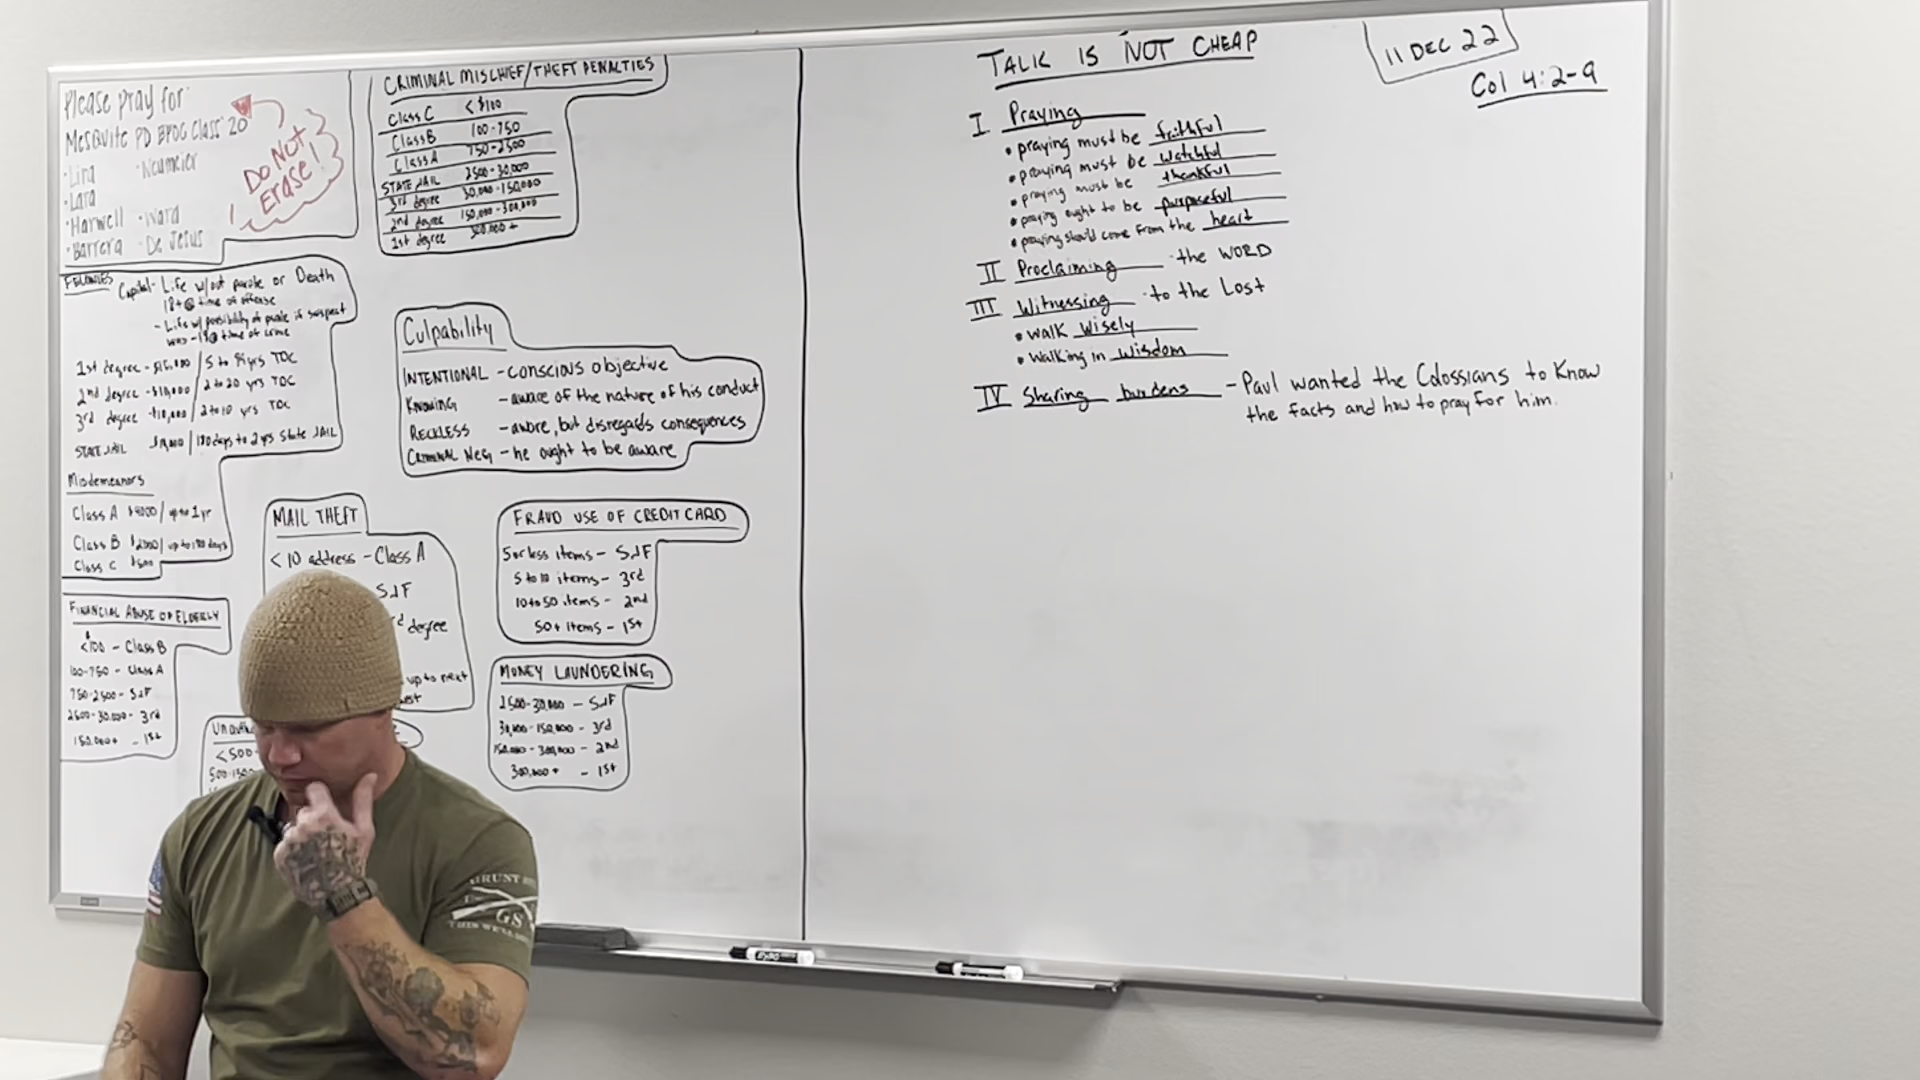 Please pray for
Mesquite PD BPOC Class 20
• Lira
• Neumeier
• Lara
• Harwell • Ward
• Barrera • De Jesus
DO NOT
ERASE!
CRIMINAL MISCHIEF/THEFT PENALTIES
Class C < $100
Class B 100-750
Class A 750-2500
STATE JAIL 2500-30,000
3rd degree 30,000-150,000
2nd degree 150,000-300,000
1st degree 300,000+
FELONIES
Capital - Life w/out parole or Death
18+@ time of offense
- Life w/ possibility of parole if suspect
was @ time of crime
1st degree - / 5 to yrs TDC
2nd degree - $10,000 / 2 to 20 yrs TDC
3rd degree - $10,000 / 2 to 10 yrs TDC
STATE JAIL / 180 days to 2 yrs State JAIL
Misdemeanors
Class A $4000 / up to 1 yr
Class B $2000 / up to 180 days
Class C $500
Culpability
INTENTIONAL - conscious objective
KNOWING - aware of the nature of his conduct
RECKLESS - aware, but disregards consequences
CRIMINAL NEG - he ought to be aware
MAIL THEFT
< 10 address - Class A
SJF
degree
up to next
FRAUD USE OF CREDIT CARD
5 or less items - SJF
5 to 10 items - 3rd
10 to 50 items - 2nd
50+ items - 1st
FINANCIAL ABUSE OF ELDERLY
<$100 - Class B
100-750 - Class A
750-2500 - SJF
2500-30,000 - 3rd
150,000+ - 1st
MONEY LAUNDERING
2500-30,000 - SJF
30,000-150,000 - 3rd
150,000-300,000 - 2nd
300,000+ - 1st
<500-
TALK IS NOT CHEAP
11 DEC 22
Col 4:2-9
I Praying
• praying must be faithful
• praying must be watchful
• praying must be thankful
• praying ought to be purposeful
• praying should come from the heart
II Proclaiming the WORD
III Witnessing to the Lost
• walk wisely
• walking in wisdom
IV Sharing burdens - Paul wanted the Colossians to Know
the facts and how to pray for him.
GS
THIS WE'LL
EXPO